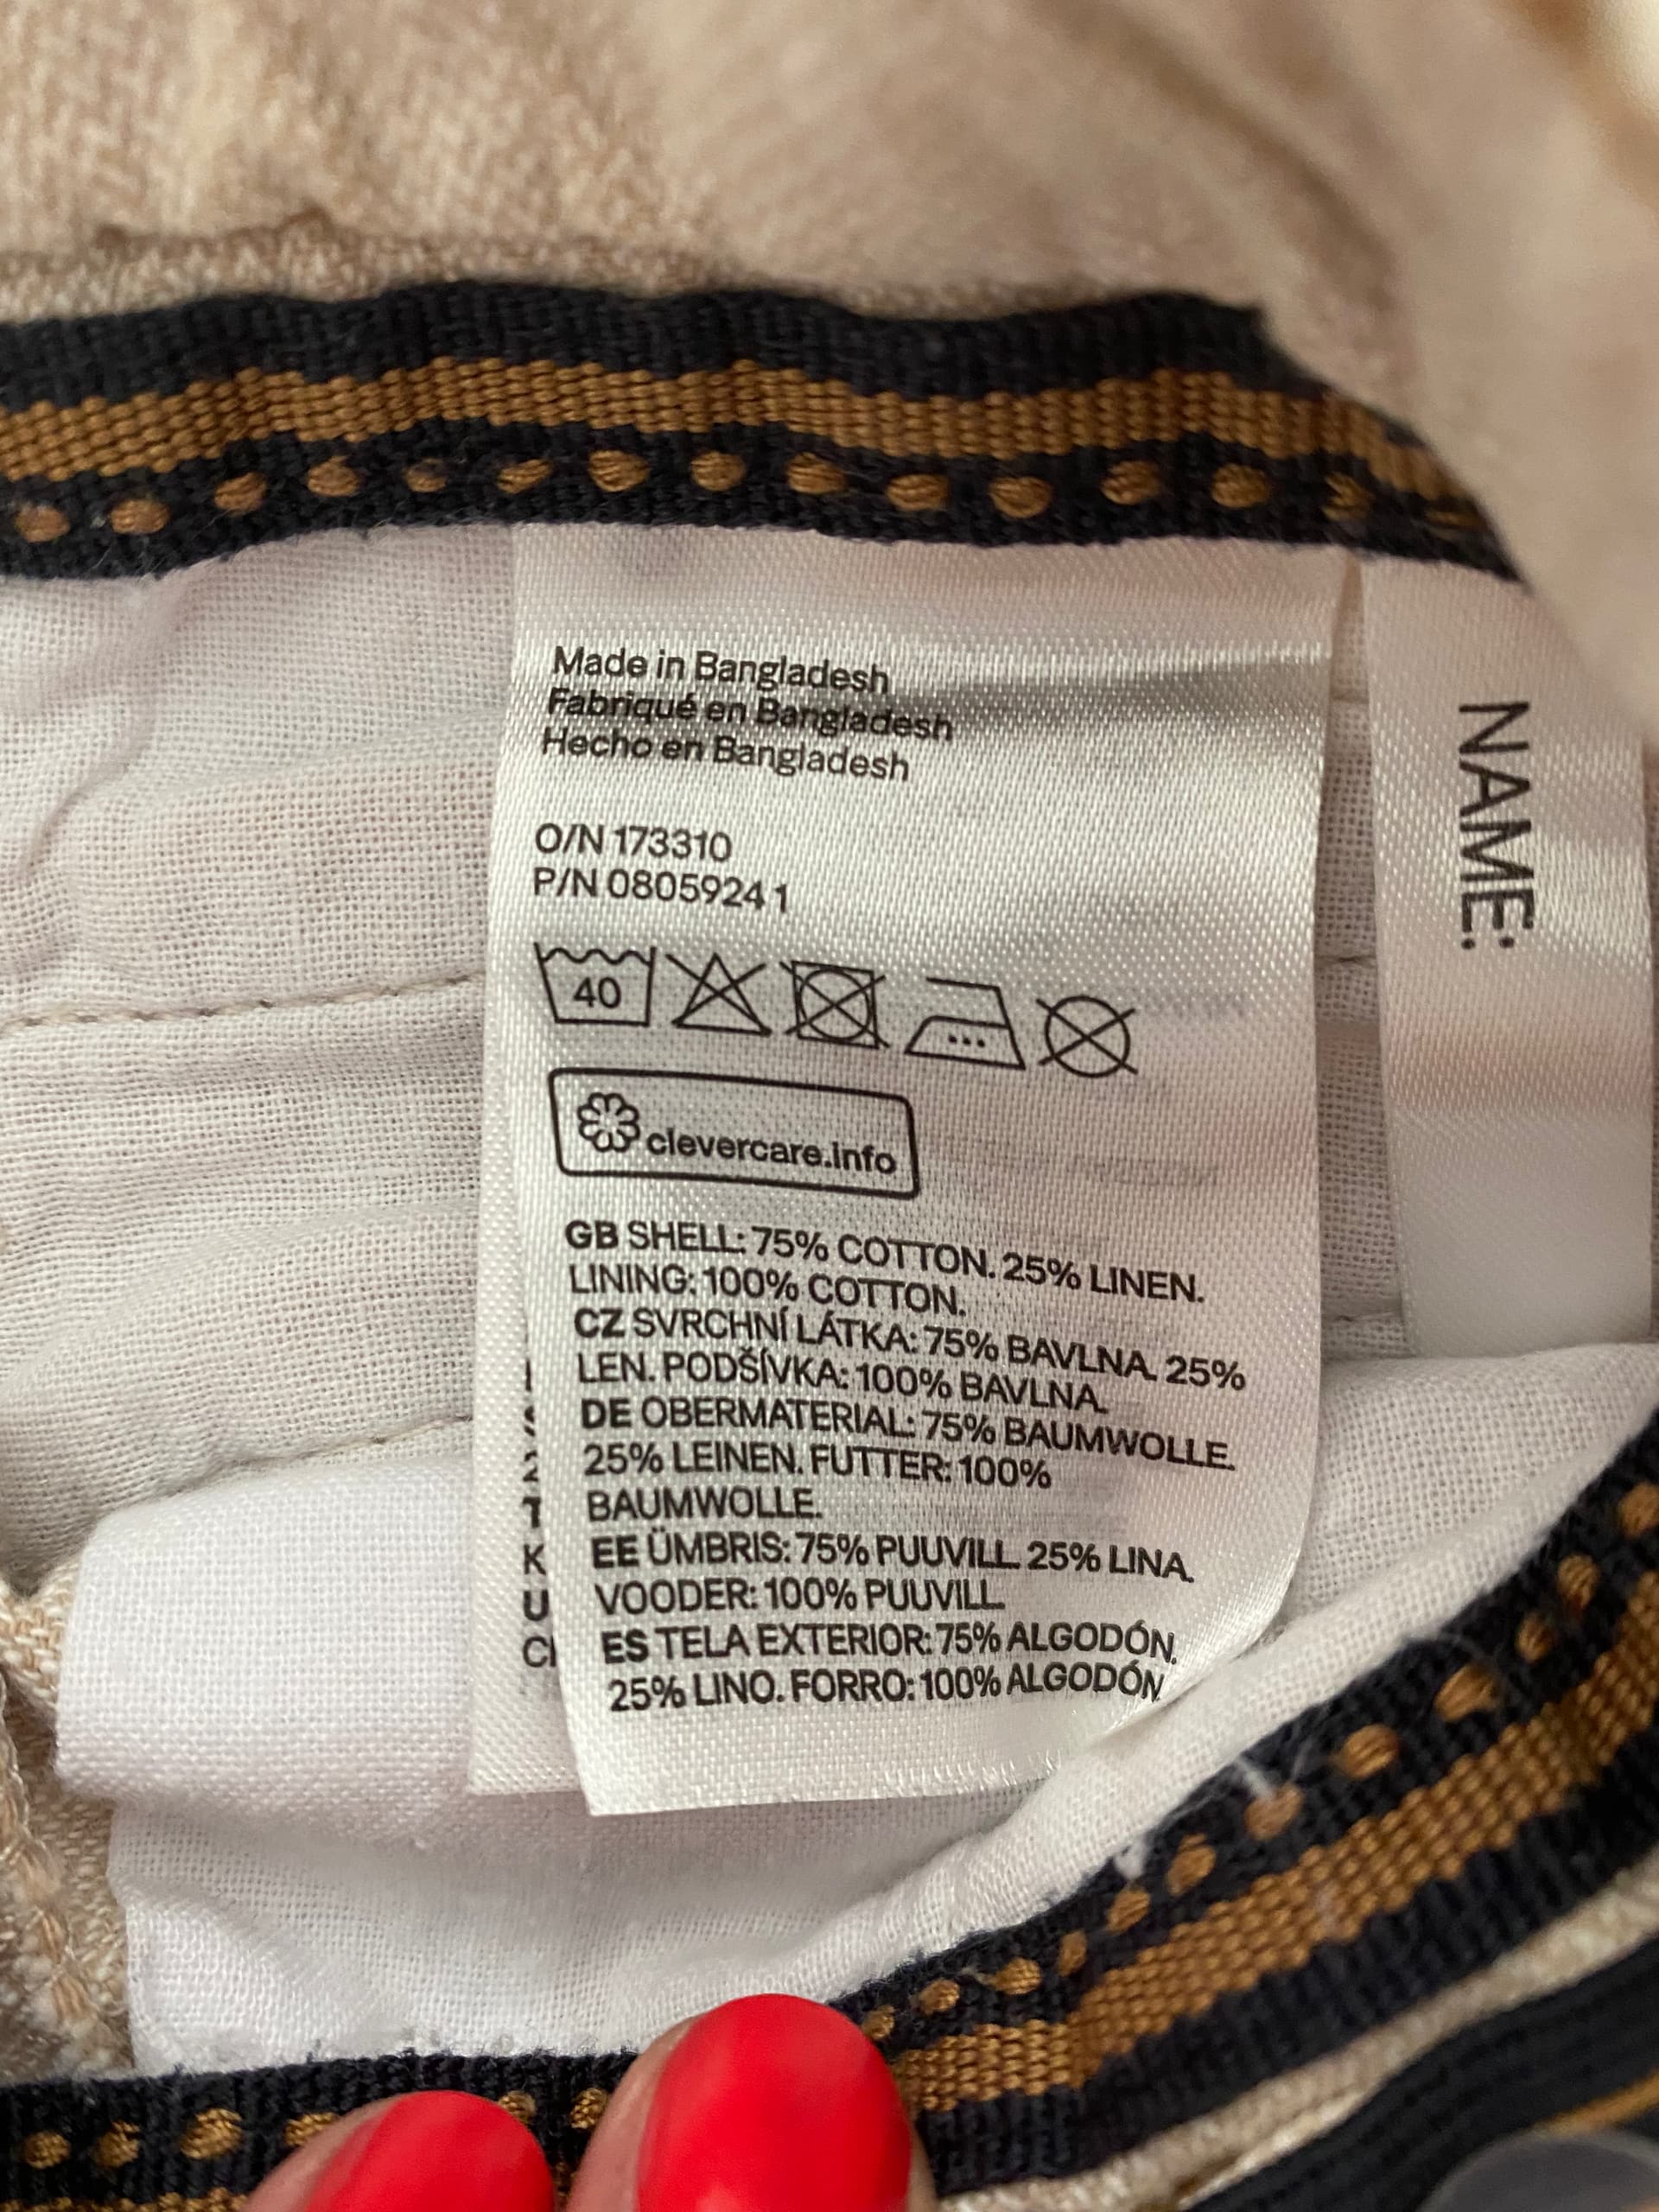 Made in Bangladesh
Fabriqué en Bangladesh
Hecho en Bangladesh
O/N 173310
P/N 0805924 1
40
clevercare.info
GB SHELL: 75% COTTON. 25% LINEN.
LINING: 100% COTTON.
CZ SVRCHNÍ LÁTKA: 75% BAVLNA. 25%
LEN. PODŠÍVKA: 100% BAVLNA.
DE OBERMATERIAL: 75% BAUMWOLLE.
25% LEINEN. FUTTER: 100%
BAUMWOLLE.
EE ÜMBRIS: 75% PUUVILL. 25% LINA.
VOODER: 100% PUUVILL.
ES TELA EXTERIOR: 75% ALGODÓN.
25% LINO. FORRO: 100% ALGODÓN.
NAME: